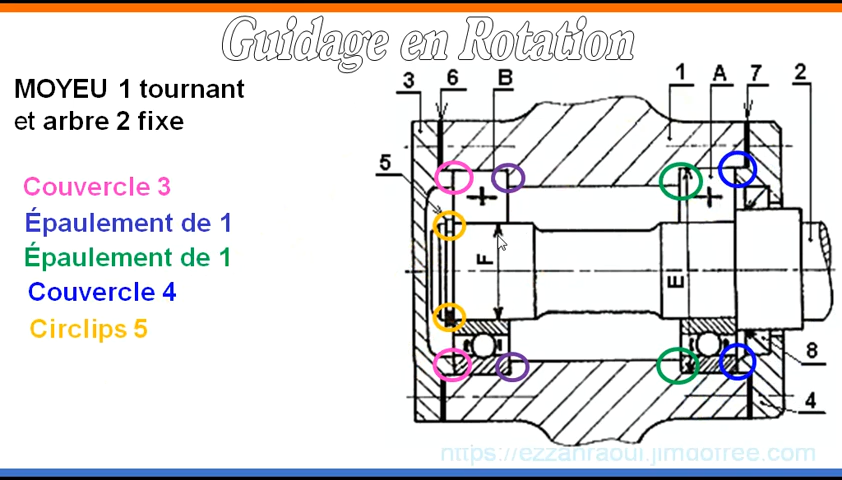 Guidage en Rotation
MOYEU 1 tournant
et arbre 2 fixe
Couvercle 3
Épaulement de 1
Épaulement de 1
Couvercle 4
Circlips 5
3 6 B 1 A 7 2
5
F
E
8
4
https://ezzahraoui.jimdofree.com